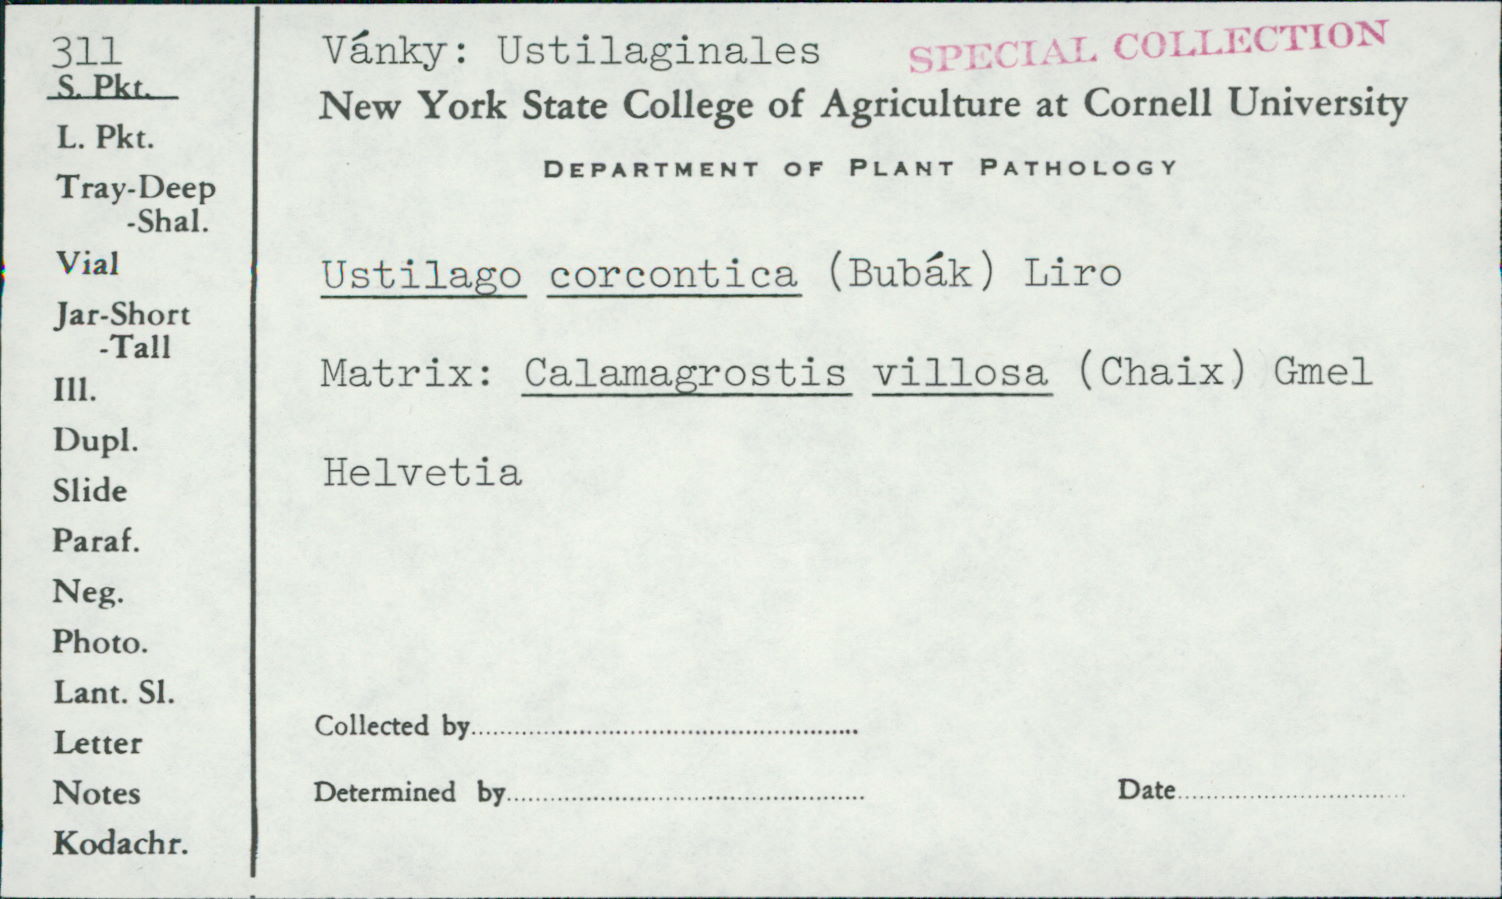 311
S. Pkt.
L. Pkt.
Tray-Deep
-Shal.
Vial
Jar-Short
-Tall
Ill.
Dupl.
Slide
Paraf.
Neg.
Photo.
Lant. Sl.
Letter
Notes
Kodachr.
Vánky: Ustilaginales
SPECIAL COLLECTION
New York State College of Agriculture at Cornell University
DEPARTMENT OF PLANT PATHOLOGY
Ustilago corcontica (Bubák) Liro
Matrix: Calamagrostis villosa (Chaix) Gmel
Helvetia
Collected by
Determined by
Date